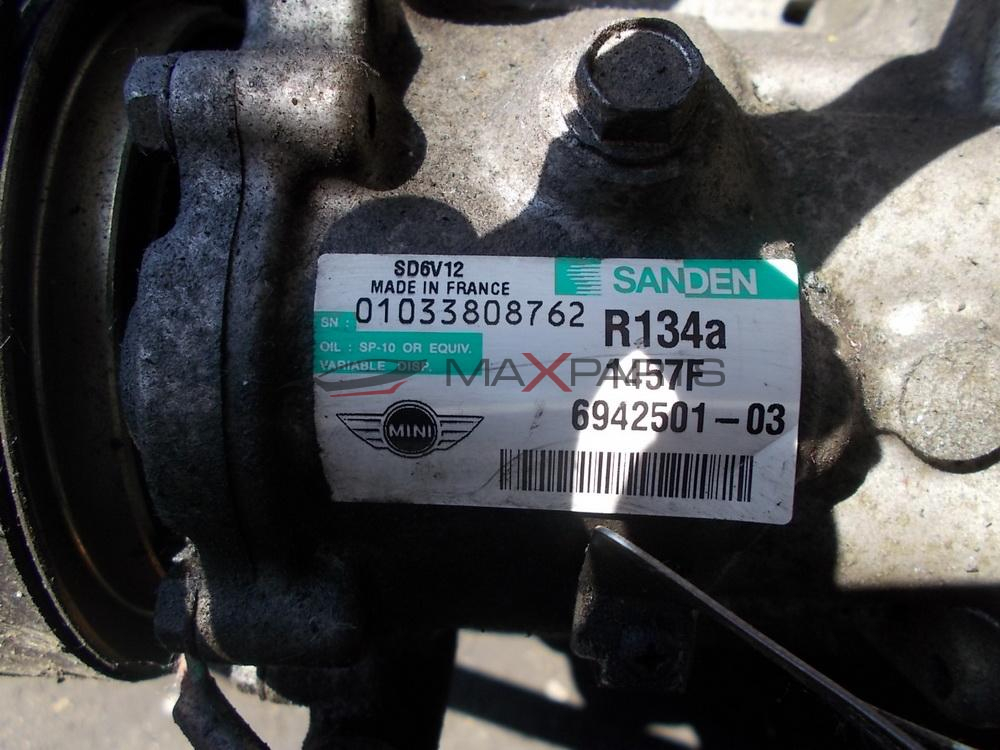 SD6V12
MADE IN FRANCE
SANDEN
SN : 01033808762
R134a
OIL : SP-10 OR EQUIV.
VARIABLE DISP.
MAXPARTS
1457F
MINI
6942501-03